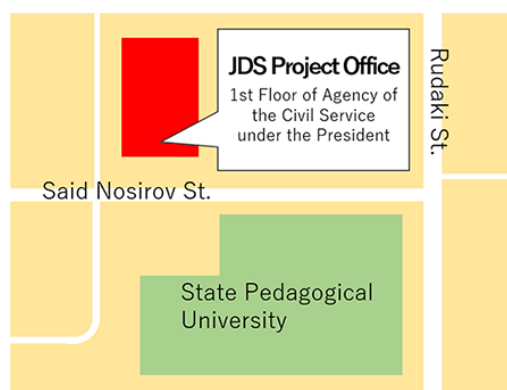 JDS Project Office
1st Floor of Agency of
the Civil Service
under the President
Rudaki St.
Said Nosirov St.
State Pedagogical
University